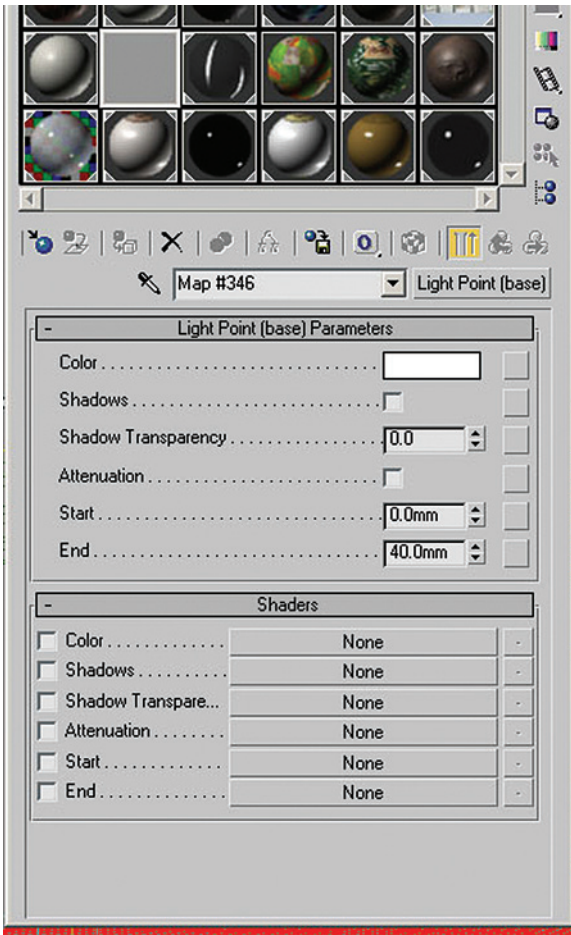 Map #346 Light Point (base)
- Light Point (base) Parameters
Color..............................
Shadows..............................
Shadow Transparency................ 0.0
Attenuation..............................
Start.............................. 0.0mm
End.............................. 40.0mm
- Shaders
Color............. None -
Shadows.......... None -
Shadow Transpare... None -
Attenuation........ None -
Start............. None -
End.............. None -